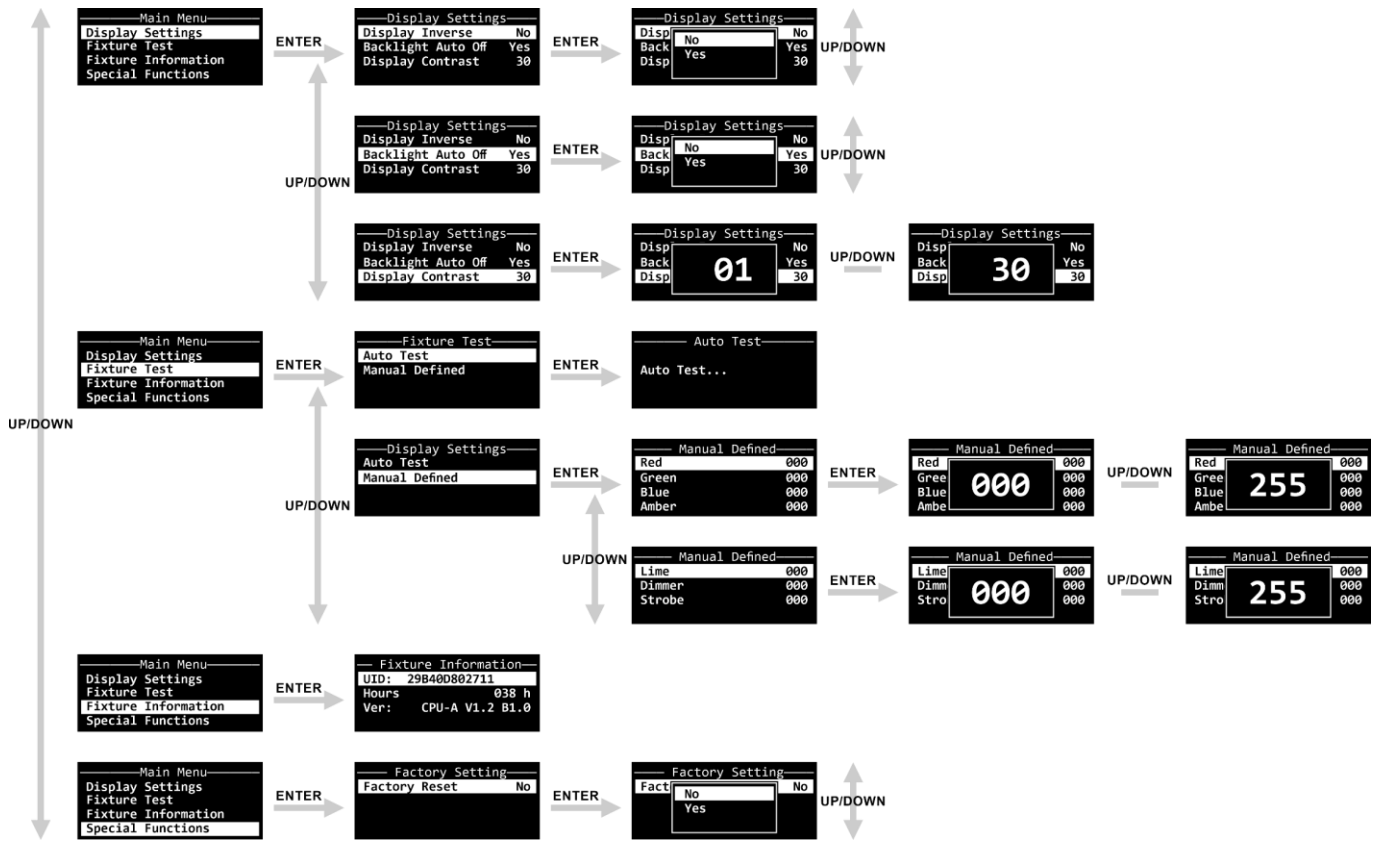 Main Menu
Display Settings
Fixture Test
Fixture Information
Special Functions
ENTER
Display Settings
Display Inverse No
Backlight Auto Off Yes
Display Contrast 30
ENTER
Display Settings
Disp No
Back Yes
Disp 30
No
Yes
UP/DOWN
UP/DOWN
Display Settings
Display Inverse No
Backlight Auto Off Yes
Display Contrast 30
ENTER
Display Settings
Disp No
Back Yes
Disp 30
No
Yes
UP/DOWN
Display Settings
Display Inverse No
Backlight Auto Off Yes
Display Contrast 30
ENTER
Display Settings
Disp No
Back Yes
Disp 30
01
UP/DOWN
Display Settings
Disp No
Back Yes
Disp 30
30
UP/DOWN
Main Menu
Display Settings
Fixture Test
Fixture Information
Special Functions
ENTER
Fixture Test
Auto Test
Manual Defined
ENTER
Auto Test
Auto Test...
UP/DOWN
Display Settings
Auto Test
Manual Defined
ENTER
Manual Defined
Red 000
Green 000
Blue 000
Amber 000
ENTER
Manual Defined
Red 000
Gree 000
Blue 000
Ambe 000
000
UP/DOWN
Manual Defined
Red 000
Gree 000
Blue 000
Ambe 000
255
UP/DOWN
Manual Defined
Lime 000
Dimmer 000
Strobe 000
ENTER
Manual Defined
Lime 000
Dimm 000
Stro 000
000
UP/DOWN
Manual Defined
Lime 000
Dimm 000
Stro 000
255
Main Menu
Display Settings
Fixture Test
Fixture Information
Special Functions
ENTER
Fixture Information
UID: 29B40D802711
Hours 038 h
Ver: CPU-A V1.2 B1.0
Main Menu
Display Settings
Fixture Test
Fixture Information
Special Functions
ENTER
Factory Setting
Factory Reset No
ENTER
Factory Setting
Fact No
No
Yes
UP/DOWN